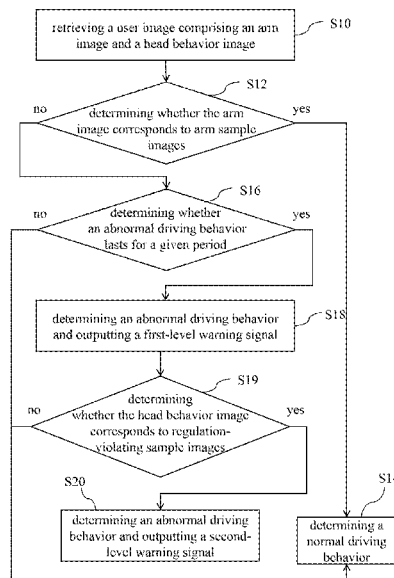 retrieving a user image comprising an arm
image and a head behavior image
S10
S12
no
yes
determining whether the arm
image corresponds to arm sample
images
S16
no
yes
determining whether
an abnormal driving behavior
lasts for a given period
determining an abnormal driving behavior
and outputting a first-level warning signal
S18
S19
no
yes
determining
whether the head behavior image
corresponds to regulation-
violating sample images
S20
determining an abnormal driving
behavior and outputting a second-
level warning signal
determining a
normal driving
behavior